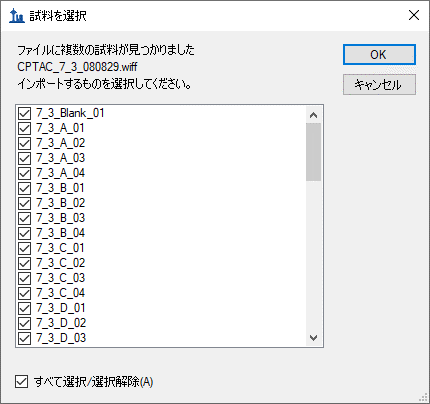 試料を選択
ファイルに複数の試料が見つかりました
CPTAC_7_3_080829.wiff
インポートするものを選択してください。
OK
キャンセル
7_3_Blank_01
7_3_A_01
7_3_A_02
7_3_A_03
7_3_A_04
7_3_B_01
7_3_B_02
7_3_B_03
7_3_B_04
7_3_C_01
7_3_C_02
7_3_C_03
7_3_C_04
7_3_D_01
7_3_D_02
7_3_D_03
すべて選択/選択解除(A)